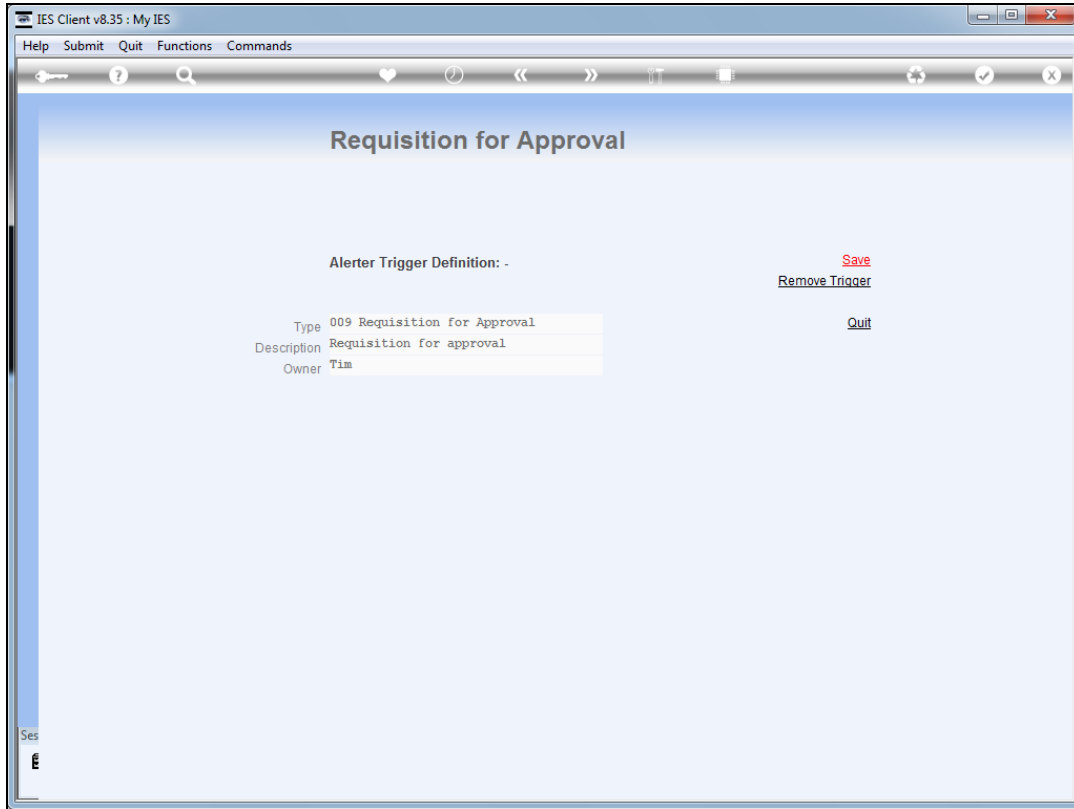 IES Client v8.35 : My IES
Help Submit Quit Functions Commands
Requisition for Approval
Alerter Trigger Definition: -
Save
Remove Trigger
Type 009 Requisition for Approval
Quit
Description Requisition for approval
Owner Tim
Ses